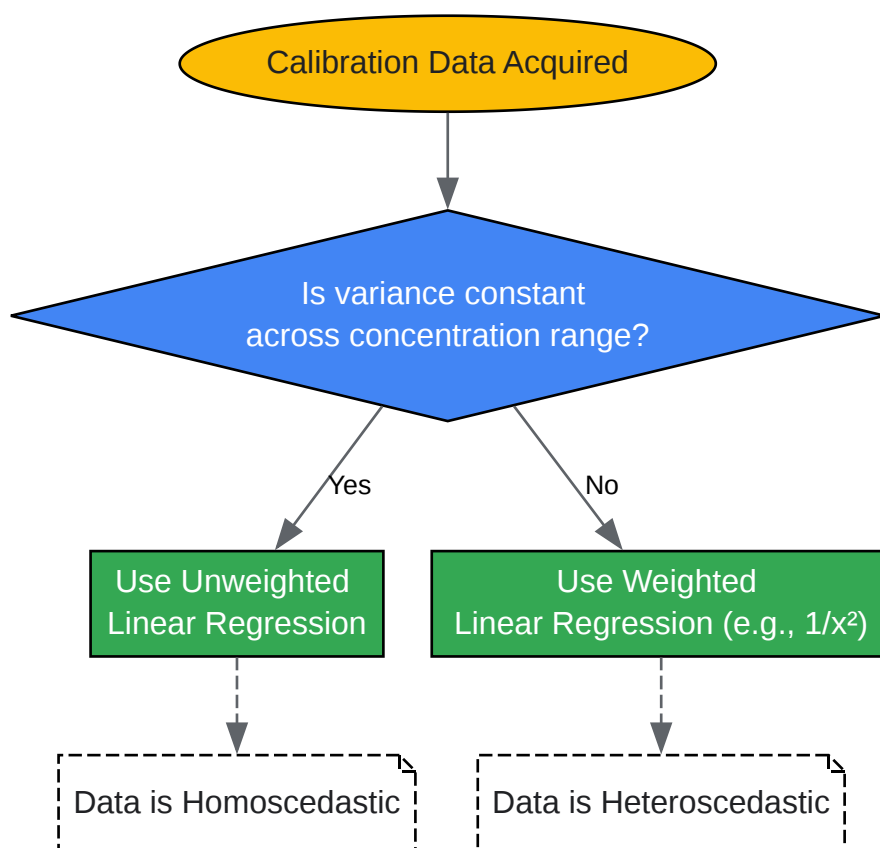 Calibration Data Acquired
Is variance constant
across concentration range?
Yes
No
Use Unweighted
Linear Regression
Use Weighted
Linear Regression (e.g., 1/x²)
Data is Homoscedastic
Data is Heteroscedastic